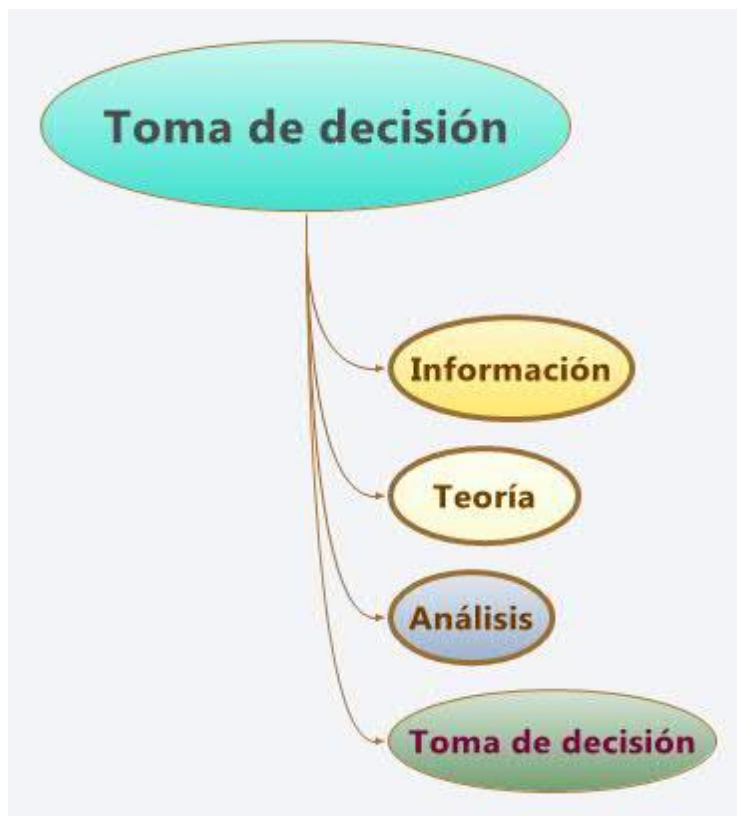 Toma de decisión
Información
Teoría
Análisis
Toma de decisión